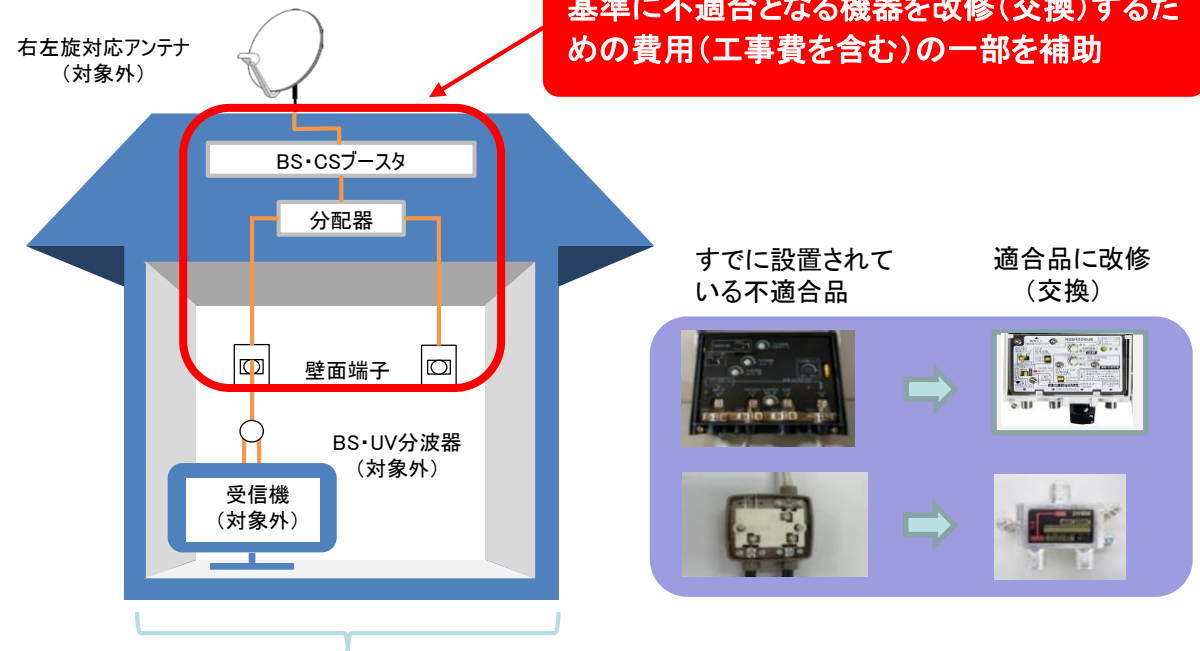 基準に不適合となる機器を改修（交換）するた
めの費用（工事費を含む）の一部を補助
右左旋対応アンテナ
（対象外）
BS・CSブースタ
分配器
壁面端子
BS・UV分波器
（対象外）
受信機
（対象外）
すでに設置されて
いる不適合品
適合品に改修
（交換）